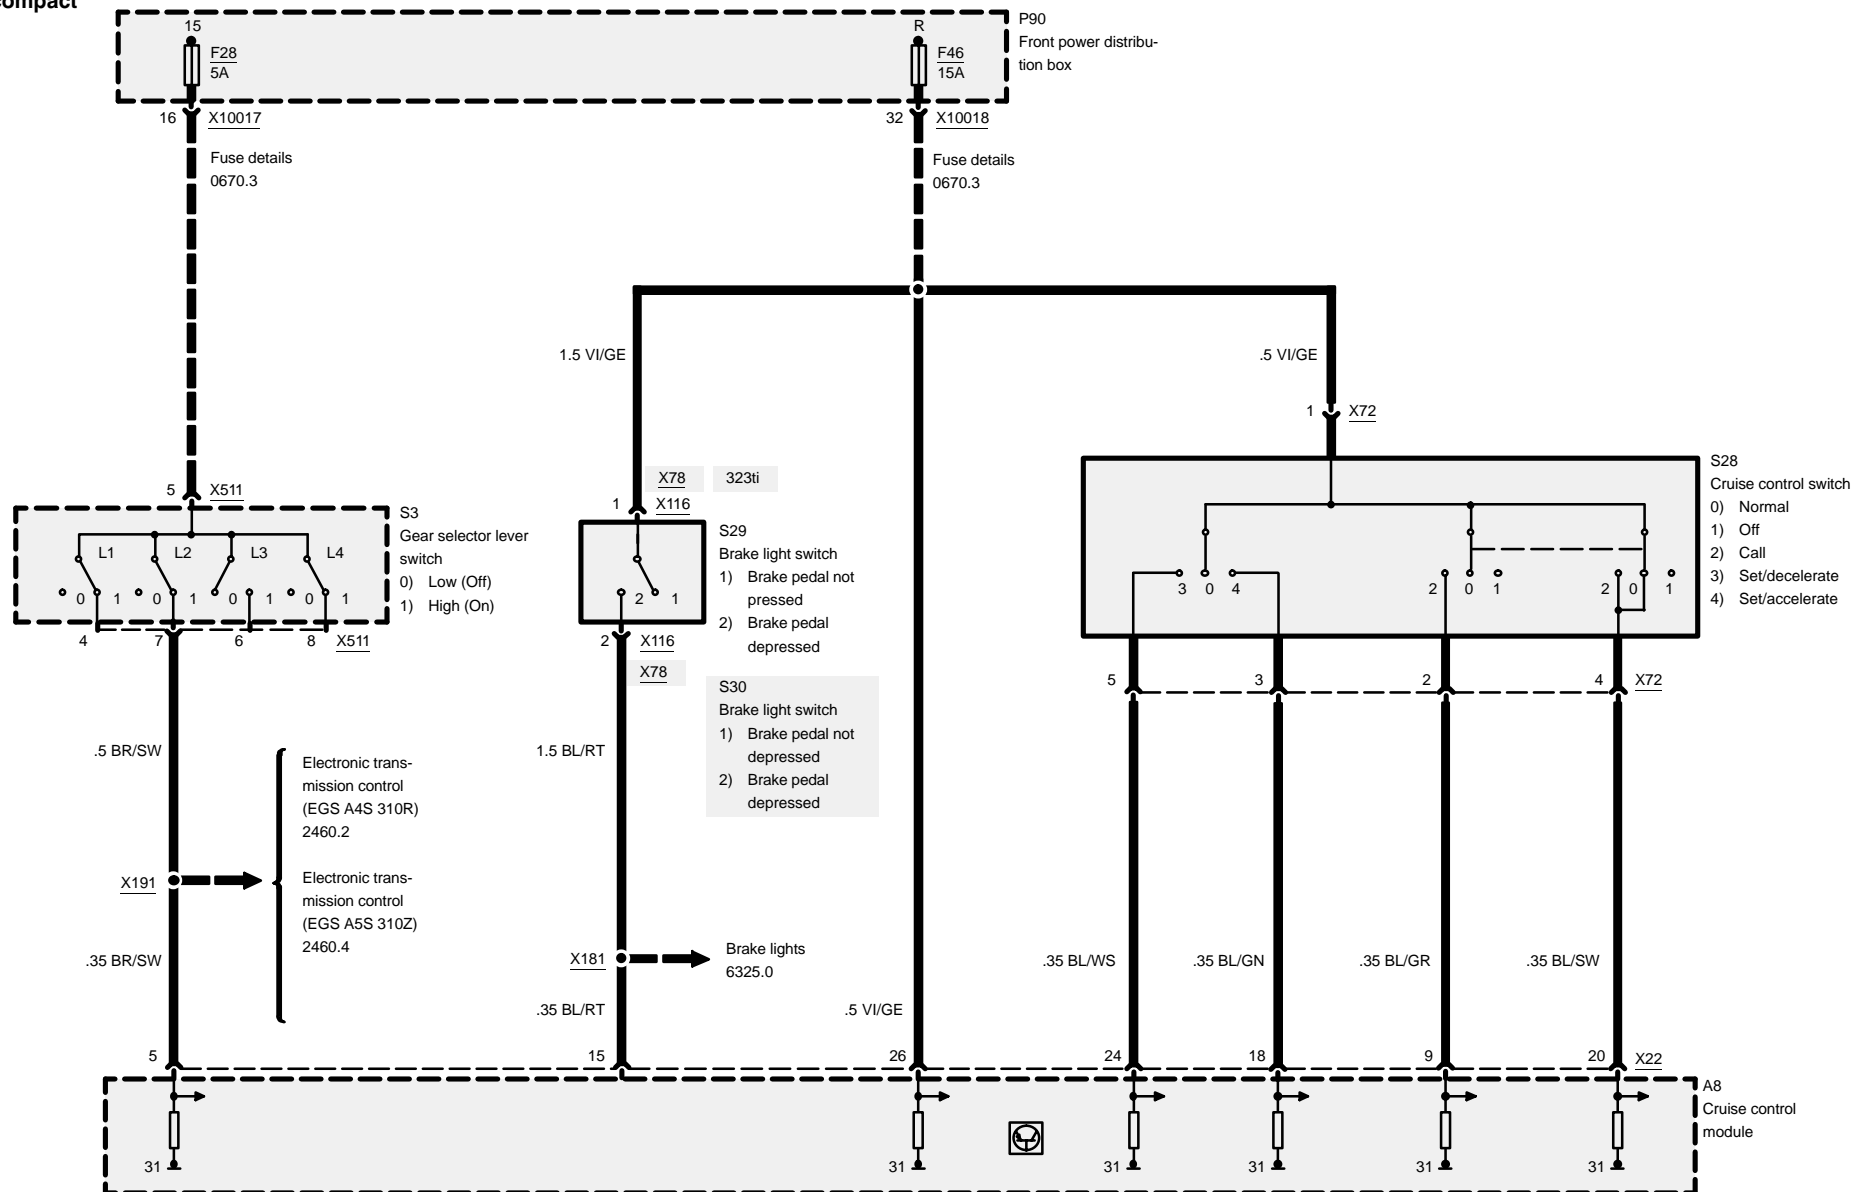 compact
15
F28
5A
R
F46
15A
P90
Front power distribu-
tion box
16
X10017
32
X10018
Fuse details
0670.3
Fuse details
0670.3
1.5 VI/GE
.5 VI/GE
1
X72
X78
323ti
1
X116
5
X511
S3
Gear selector lever
switch
0) Low (Off)
1) High (On)
L1
L2
L3
L4
0
1
0
1
0
1
0
1
4
7
6
8
X511
2
1
2
X116
X78
S29
Brake light switch
1) Brake pedal not
pressed
2) Brake pedal
depressed
S30
Brake light switch
1) Brake pedal not
depressed
2) Brake pedal
depressed
S28
Cruise control switch
0) Normal
1) Off
2) Call
3) Set/decelerate
4) Set/accelerate
3
0
4
2
0
1
2
0
1
5
3
2
4
X72
.5 BR/SW
Electronic trans-
mission control
(EGS A4S 310R)
2460.2
Electronic trans-
mission control
(EGS A5S 310Z)
2460.4
X191
.35 BR/SW
1.5 BL/RT
X181
Brake lights
6325.0
.35 BL/RT
.5 VI/GE
.35 BL/WS
.35 BL/GN
.35 BL/GR
.35 BL/SW
5
15
26
24
18
9
20
X22
A8
Cruise control
module
31
31
31
31
31
31